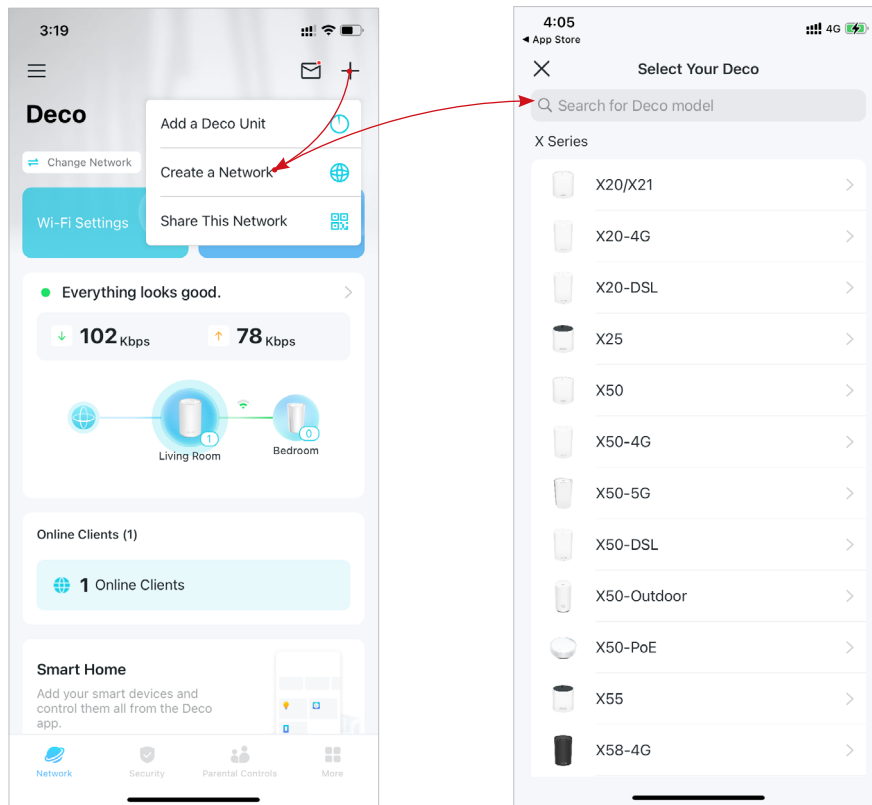 3:19
Deco
Add a Deco Unit
Change Network
Create a Network
Wi-Fi Settings
Share This Network
Everything looks good.
102 Kbps
78 Kbps
1
0
Living Room
Bedroom
Online Clients (1)
1 Online Clients
Smart Home
Add your smart devices and
control them all from the Deco
app.
Network
Security
Parental Controls
More
4:05
4G
App Store
Select Your Deco
Search for Deco model
X Series
X20/X21
X20-4G
X20-DSL
X25
X50
X50-4G
X50-5G
X50-DSL
X50-Outdoor
X50-PoE
X55
X58-4G